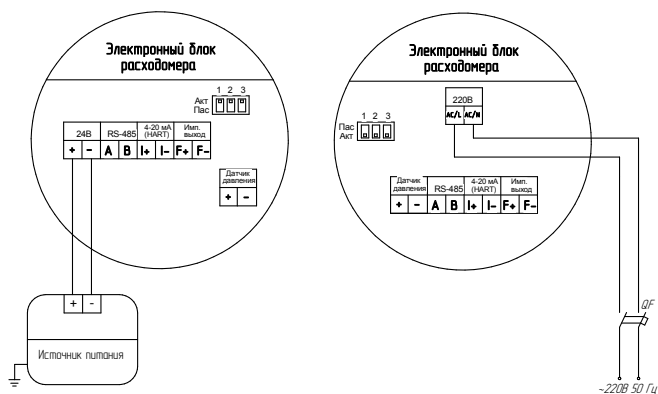 Электронный блок
расходомера
1 2 3
Акт
Пас
24В RS-485 4-20 мА (HART) Имп. выход
+ - A B I+ I- F+ F-
Датчик
давления
+ -
+ -
Источник питания
Электронный блок
расходомера
220В
AC/L AC/N
1 2 3
Пас
Акт
Датчик давления RS-485 4-20 мА (HART) Имп. выход
+ - A B I+ I- F+ F-
QF
~220В 50 Гц